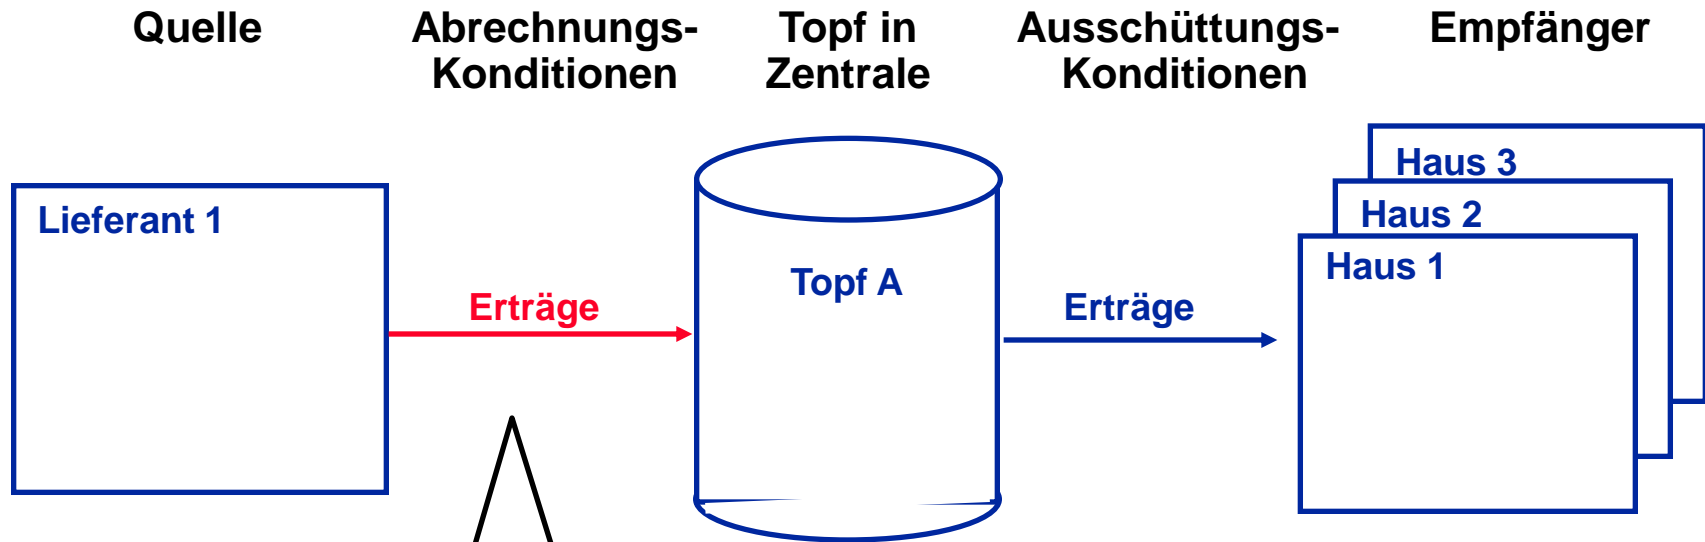 Quelle
Abrechnungs-
Konditionen
Topf in
Zentrale
Ausschüttungs-
Konditionen
Empfänger
Lieferant 1
Erträge
Topf A
Erträge
Haus 3
Haus 2
Haus 1